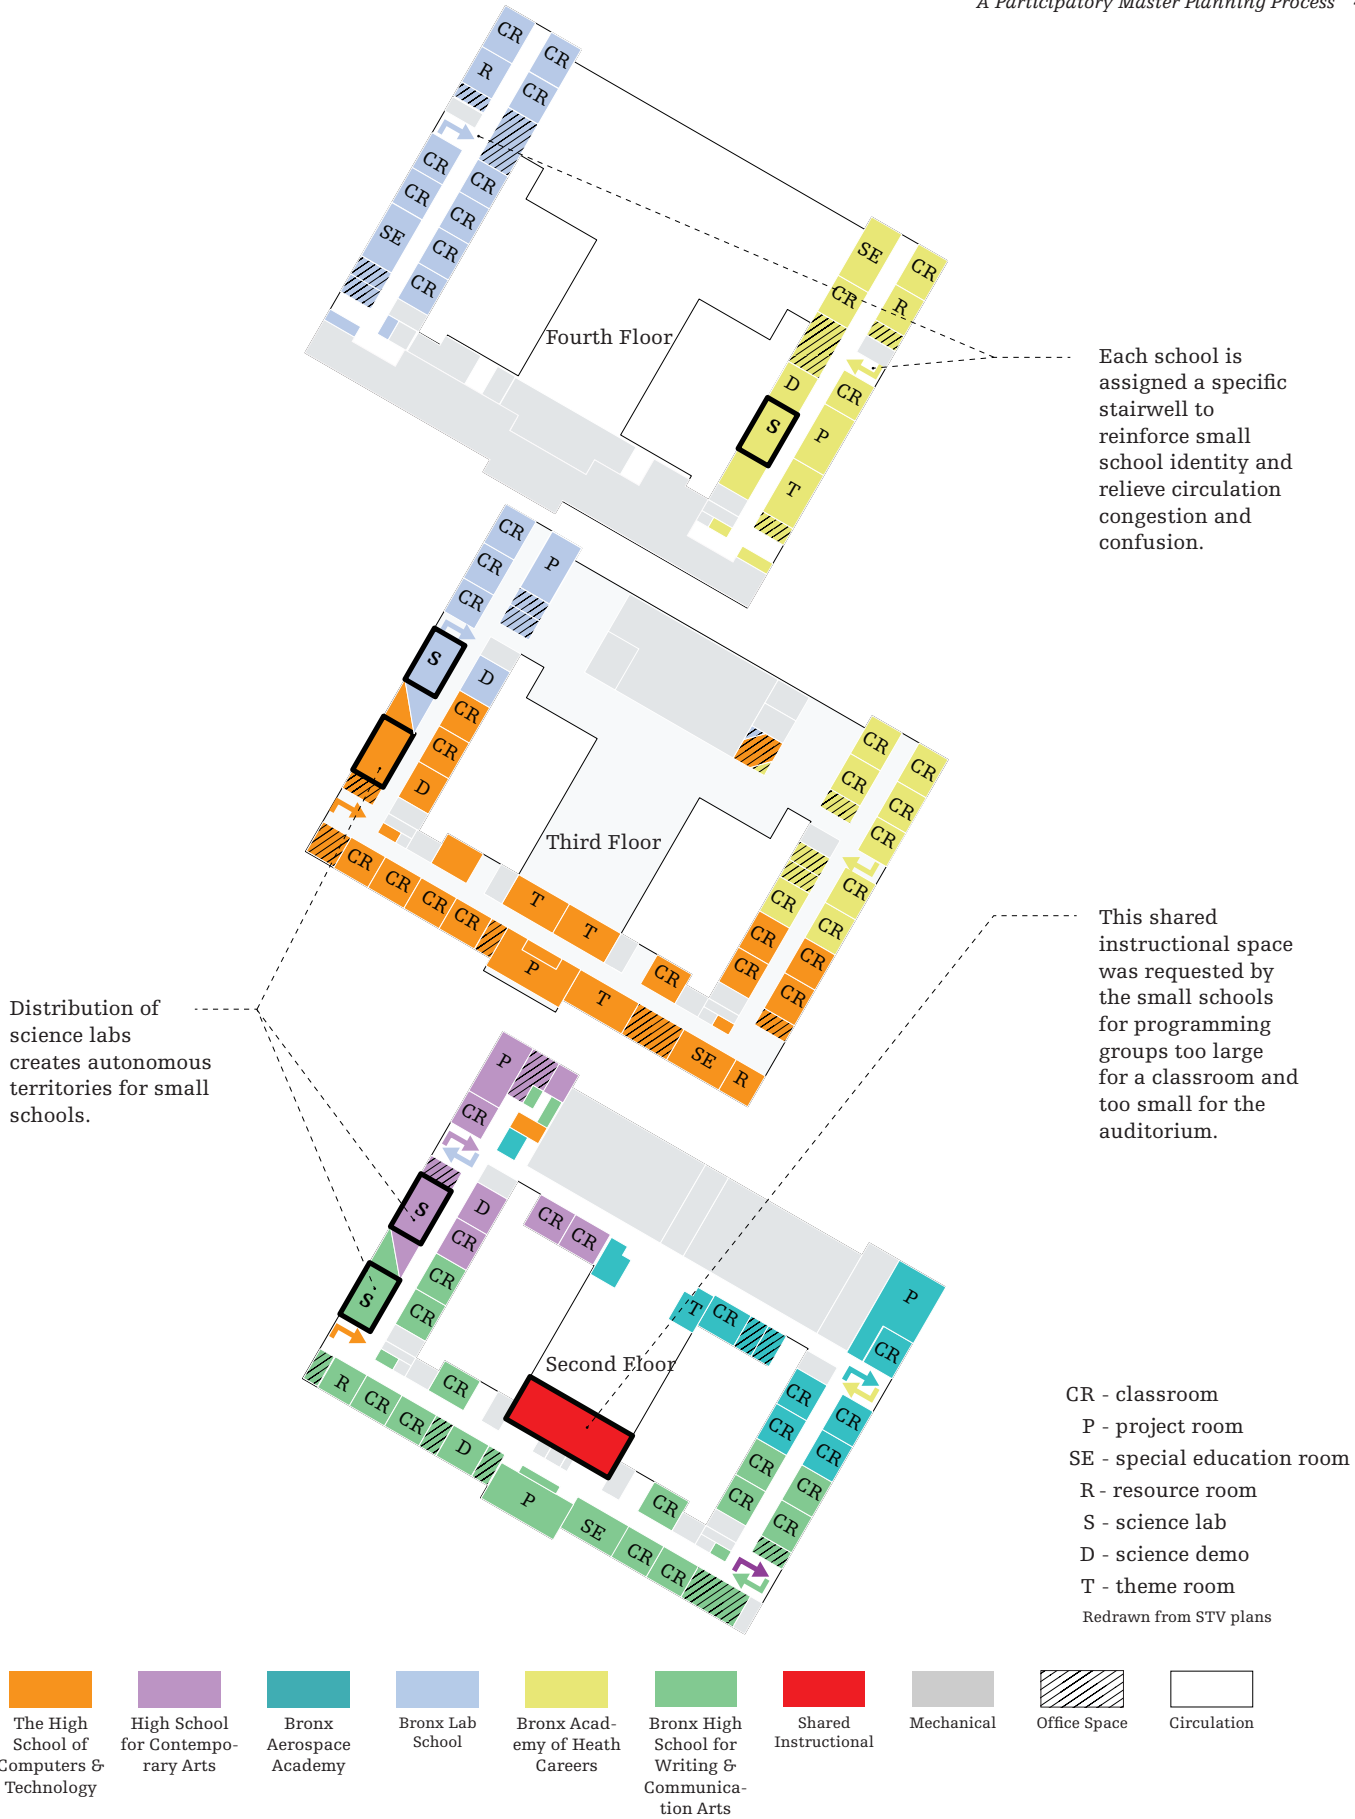 A Participatory Master Planning Process
CR
CR
R
CR
CR
CR
CR
CR
SE
CR
CR
SE
CR
CR
R
Fourth Floor
D
CR
S
P
T
Each school is
assigned a specific
stairwell to
reinforce small
school identity and
relieve circulation
congestion and
confusion.
CR
P
CR
CR
S
D
CR
CR
D
CR
CR
CR
CR
CR
CR
Third Floor
CR
CR
CR
CR
CR
CR
CR
T
T
CR
CR
CR
CR
CR
P
T
SE
R
Distribution of
science labs
creates autonomous
territories for small
schools.
This shared
instructional space
was requested by
the small schools
for programming
groups too large
for a classroom and
too small for the
auditorium.
P
CR
S
D
CR
CR
CR
CR
CR
S
P
T
CR
CR
Second Floor
R
CR
CR
CR
D
CR
CR
CR
CR
CR
CR
CR
CR
P
SE
CR
CR
CR
CR - classroom
P - project room
SE - special education room
R - resource room
S - science lab
D - science demo
T - theme room
Redrawn from STV plans
The High
School of
Computers &
Technology
High School
for Contempo-
rary Arts
Bronx
Aerospace
Academy
Bronx Lab
School
Bronx Acad-
emy of Heath
Careers
Bronx High
School for
Writing &
Communica-
tion Arts
Shared
Instructional
Mechanical
Office Space
Circulation